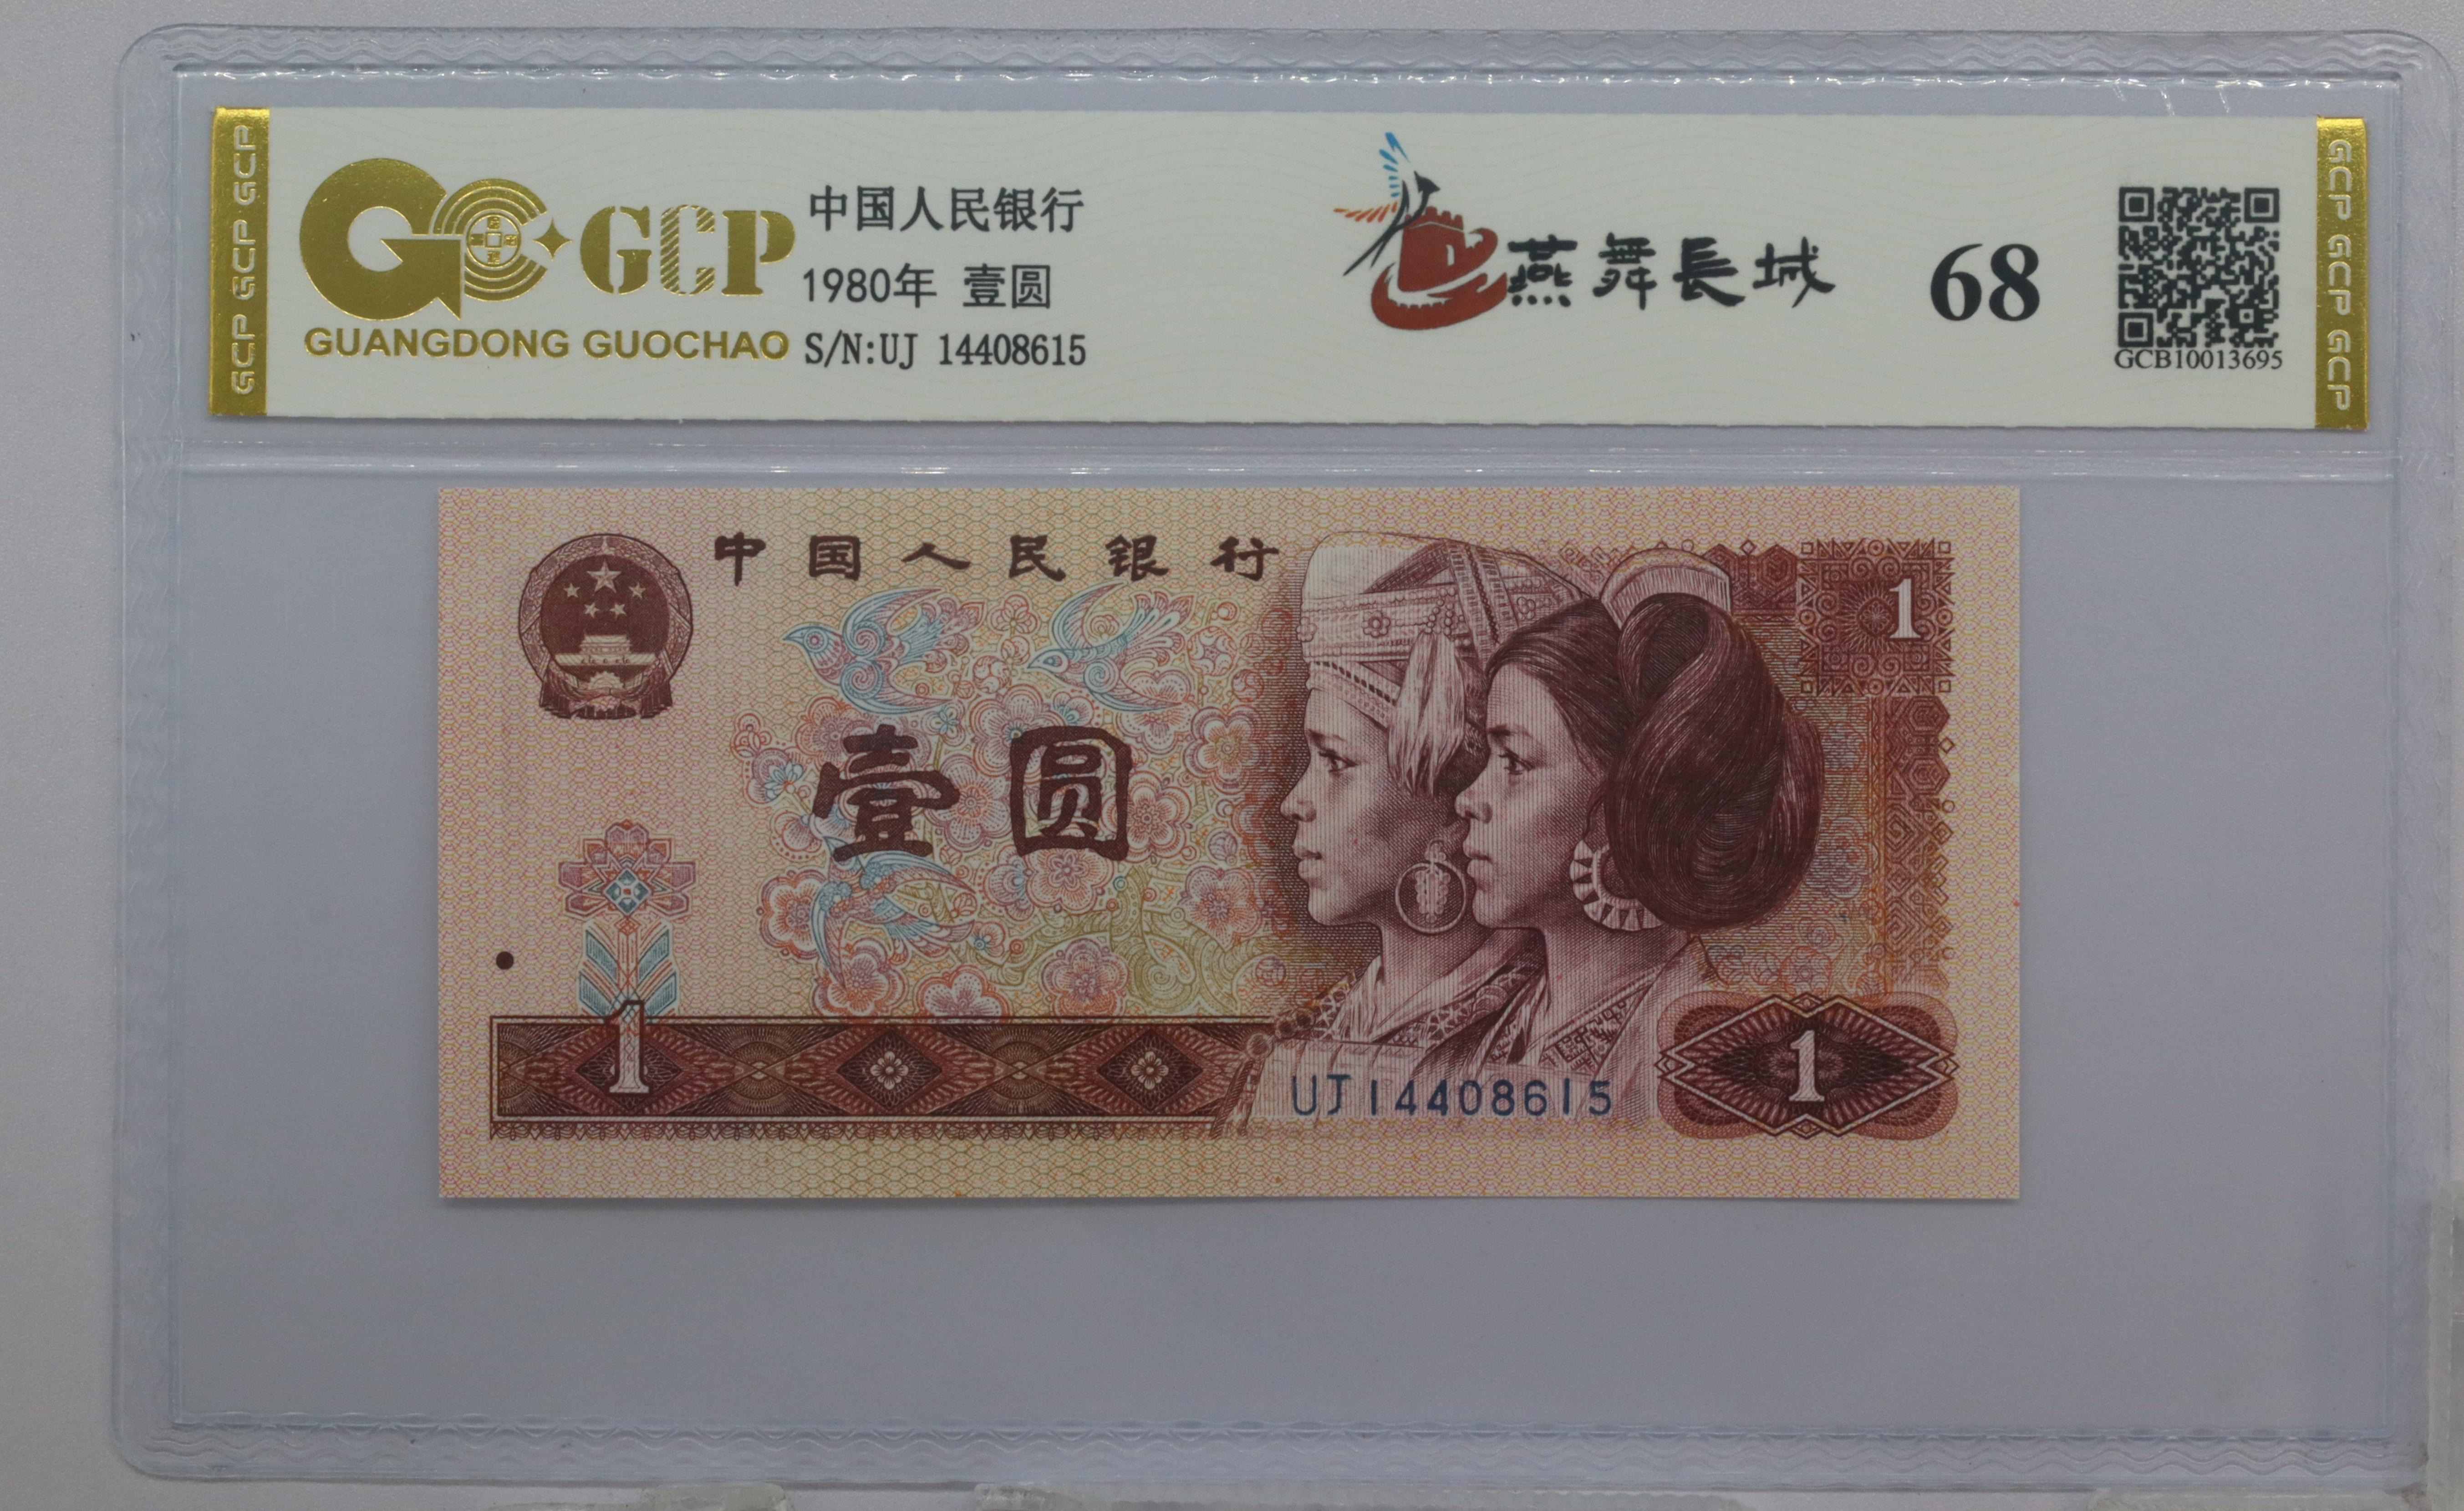 GCP GCP GCP
GCP
GUANGDONG GUOCHAO
中国人民银行
1980年 壹圆
S/N:UJ 14408615
燕舞長城
68
GCB10013695
GCP GCP GCP
中国人民银行
1
壹圆
1
UJ14408615
1